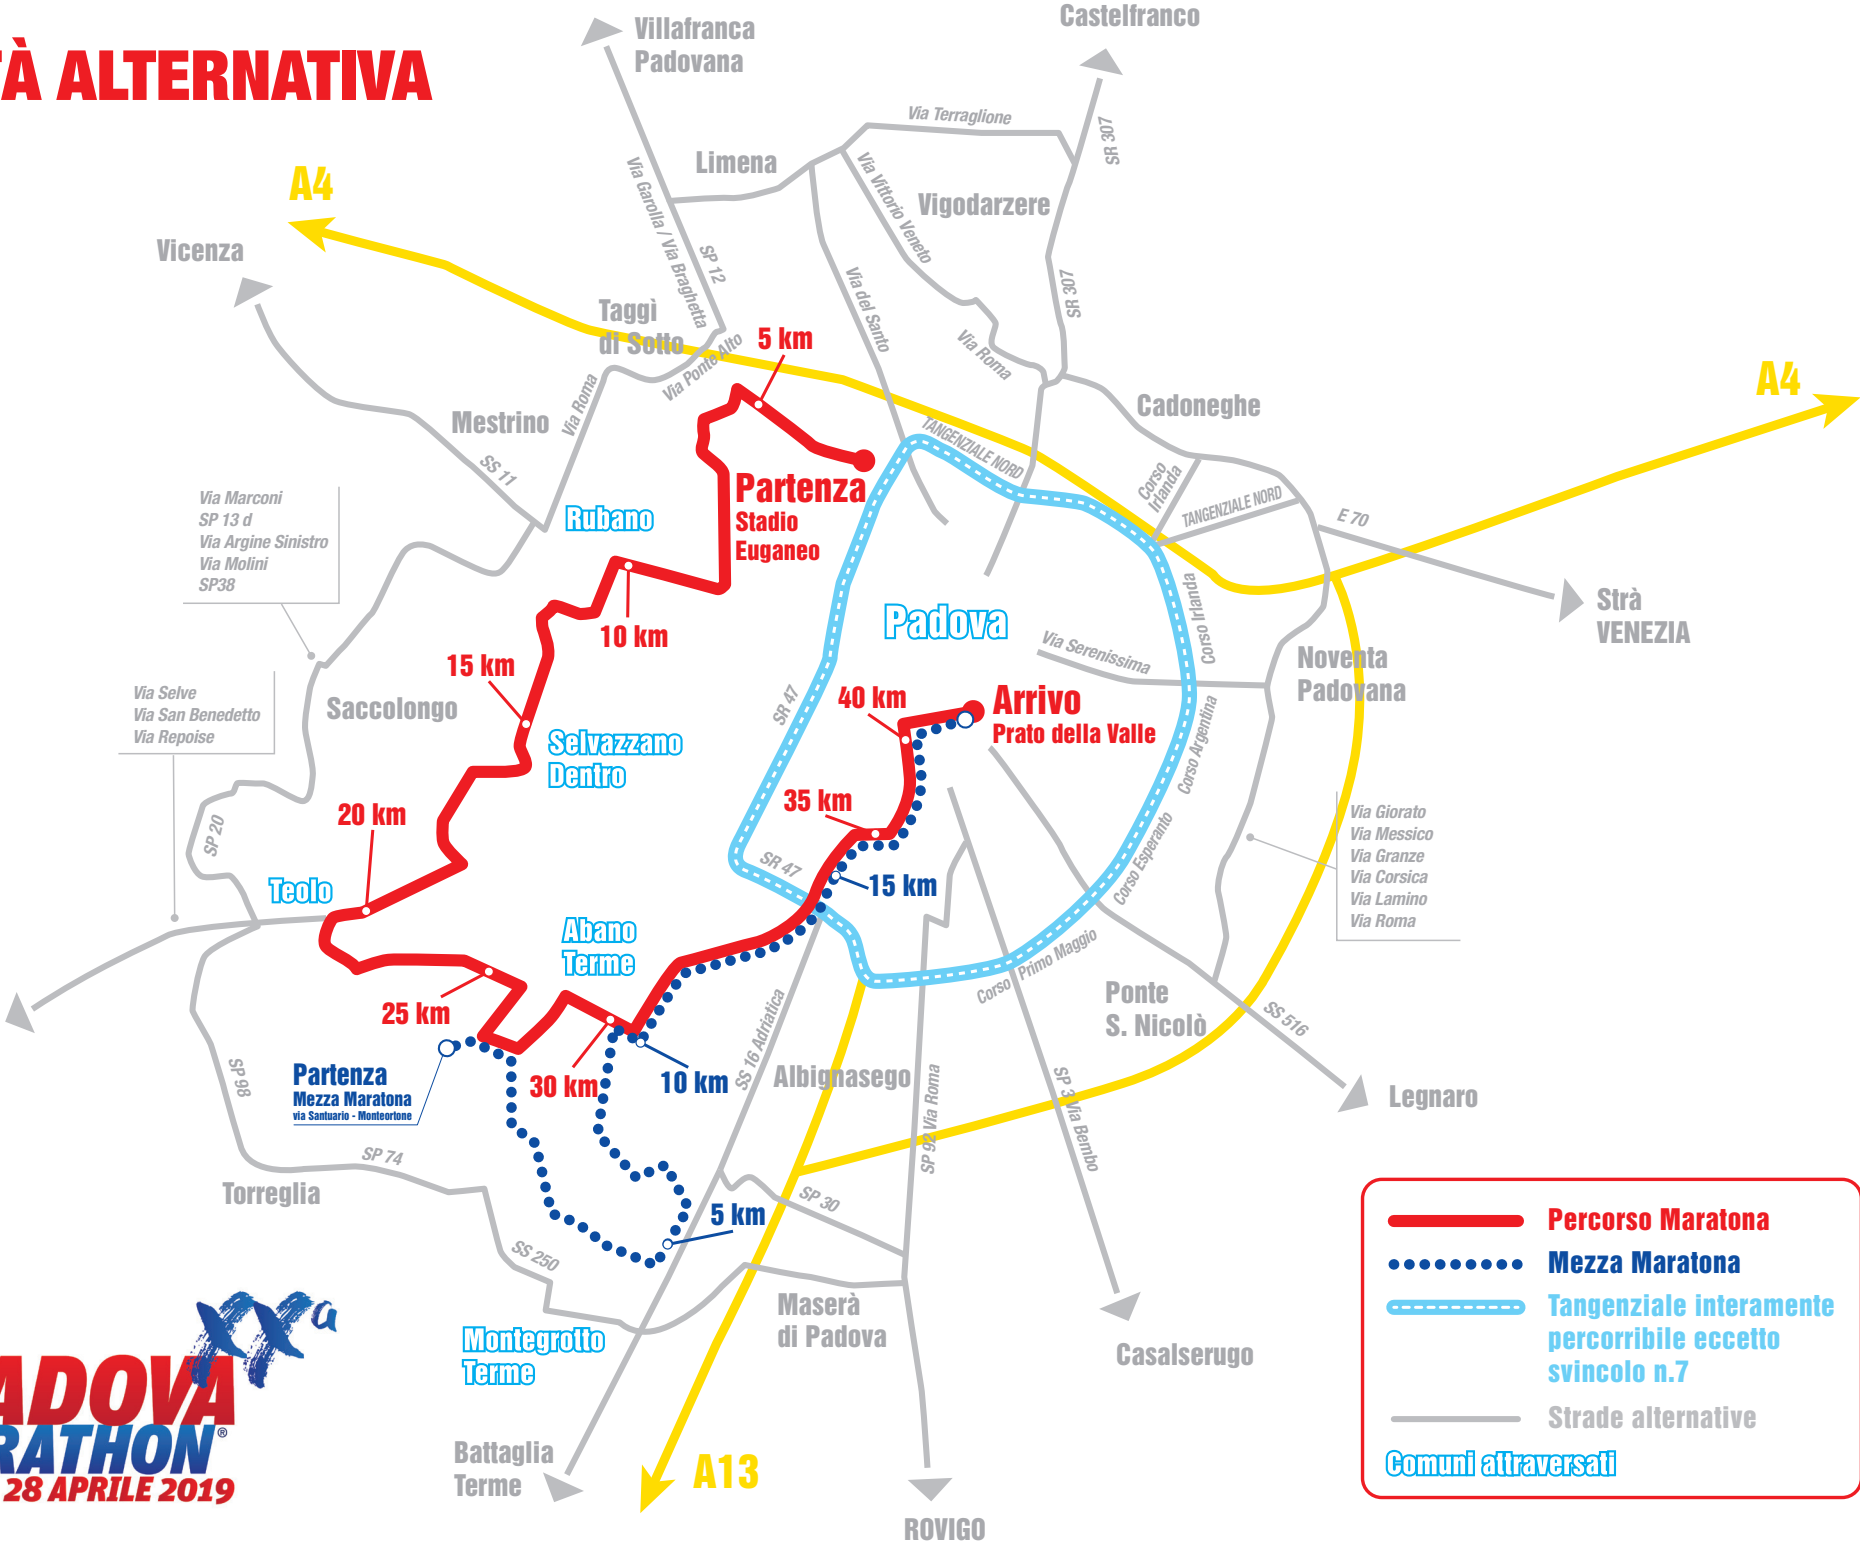 TÀ ALTERNATIVA
Villafranca
Padovana
Castelfranco
Via Terraglione
SR 307
Limena
Via Garolla / Via Braghetta
SP 12
Via Vittorio Veneto
Vigodarzere
A4
Vicenza
Via del Santo
SR 307
Taggì
di Sotto
Via Ponte Alto
5 km
Via Roma
A4
Mestrino
Via Roma
Cadoneghe
SS 11
TANGENZIALE NORD
Corso
Irlanda
TANGENZIALE NORD
E 70
Via Marconi
SP 13 d
Via Argine Sinistro
Via Molini
SP38
Rubano
Partenza
Stadio
Euganeo
Padova
Corso Irlanda
Strà
VENEZIA
10 km
15 km
Via Serenissima
Noventa
Padovana
Via Selve
Via San Benedetto
Via Repoise
Saccolongo
SR 47
40 km
Arrivo
Prato della Valle
Selvazzano
Dentro
Corso Argentina
20 km
35 km
SP 20
SR 47
15 km
Corso Esperanto
Via Giorato
Via Messico
Via Granze
Via Corsica
Via Lamino
Via Roma
Teolo
Abano
Terme
Corso Primo Maggio
25 km
Ponte
S. Nicolò
SS 516
SS 16 Adriatica
Partenza
Mezza Maratona
via Santuario - Monteortone
30 km
10 km
Albignasego
SP 92 Via Roma
SP 3 Via Bembo
Legnaro
SP 98
SP 74
Torreglia
5 km
SP 30
SS 250
Maserà
di Padova
Montegrotto
Terme
Casalserugo
Battaglia
Terme
A13
ROVIGO
Percorso Maratona
Mezza Maratona
Tangenziale interamente
percorribile eccetto
svincolo n.7
Strade alternative
Comuni attraversati
XXa
ADOVA
RATHON®
28 APRILE 2019